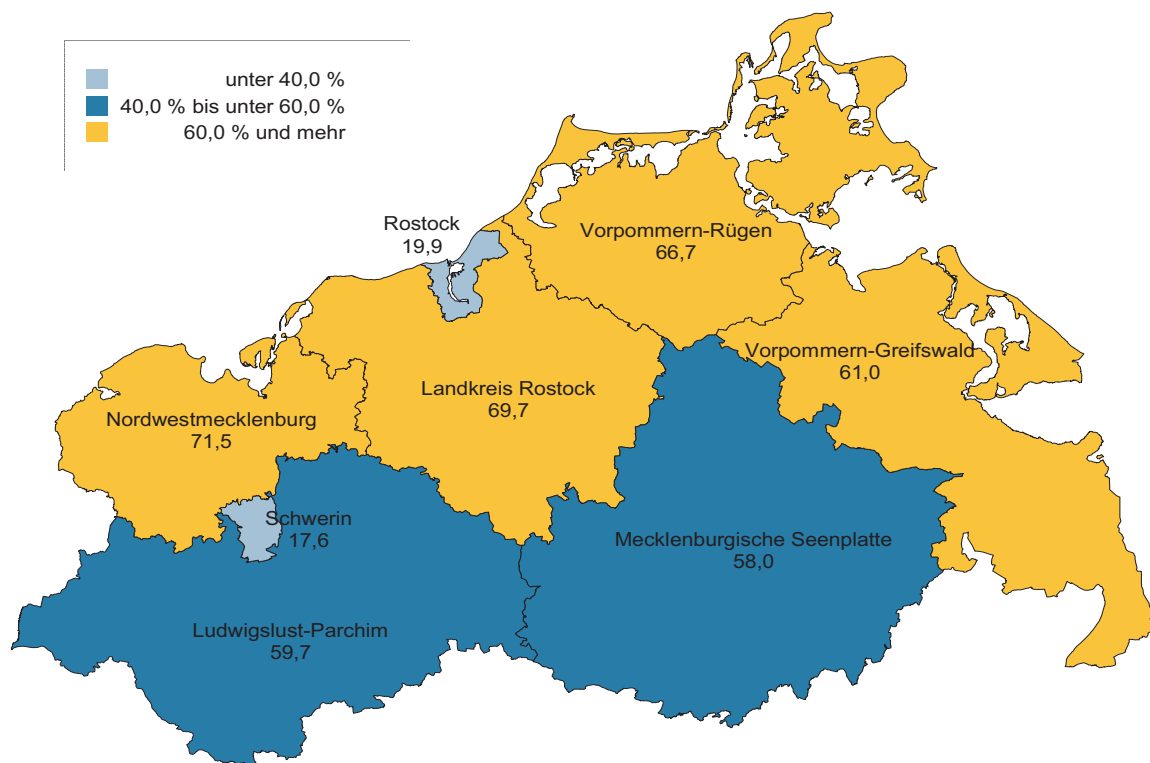 unter 40,0 %
40,0 % bis unter 60,0 %
60,0 % und mehr
Rostock
19,9
Vorpommern-Rügen
66,7
Vorpommern-Greifswald
61,0
Landkreis Rostock
69,7
Nordwestmecklenburg
71,5
Schwerin
17,6
Mecklenburgische Seenplatte
58,0
Ludwigslust-Parchim
59,7